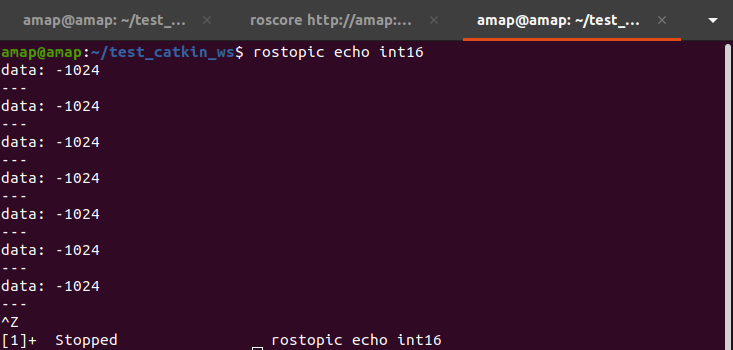 amap@amap: ~/test_... × roscore http://amap:... × amap@amap: ~/test_... ×
amap@amap:~/test_catkin_ws$ rostopic echo int16
data: -1024
---
data: -1024
---
data: -1024
---
data: -1024
---
data: -1024
---
data: -1024
---
data: -1024
---
^Z
[1]+  Stopped                 rostopic echo int16